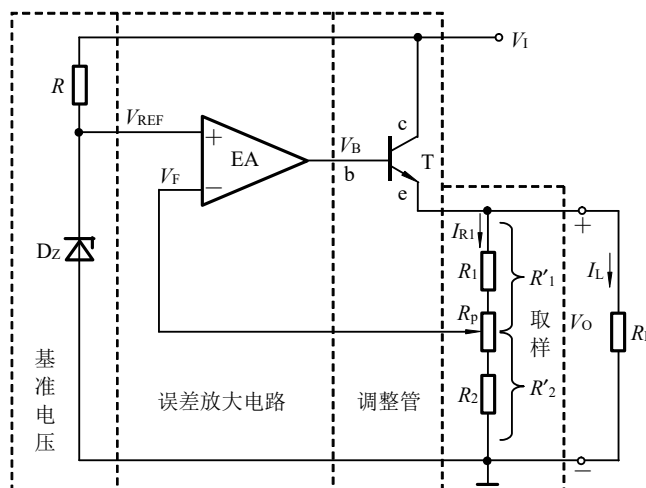 V_I
R
V_REF
V_F
EA
+
−
V_B
b
c
T
e
D_Z
I_R1
R_1
R'_1
R_p
取样
R_2
R'_2
+
I_L
V_O
R
−
基准电压
误差放大电路
调整管